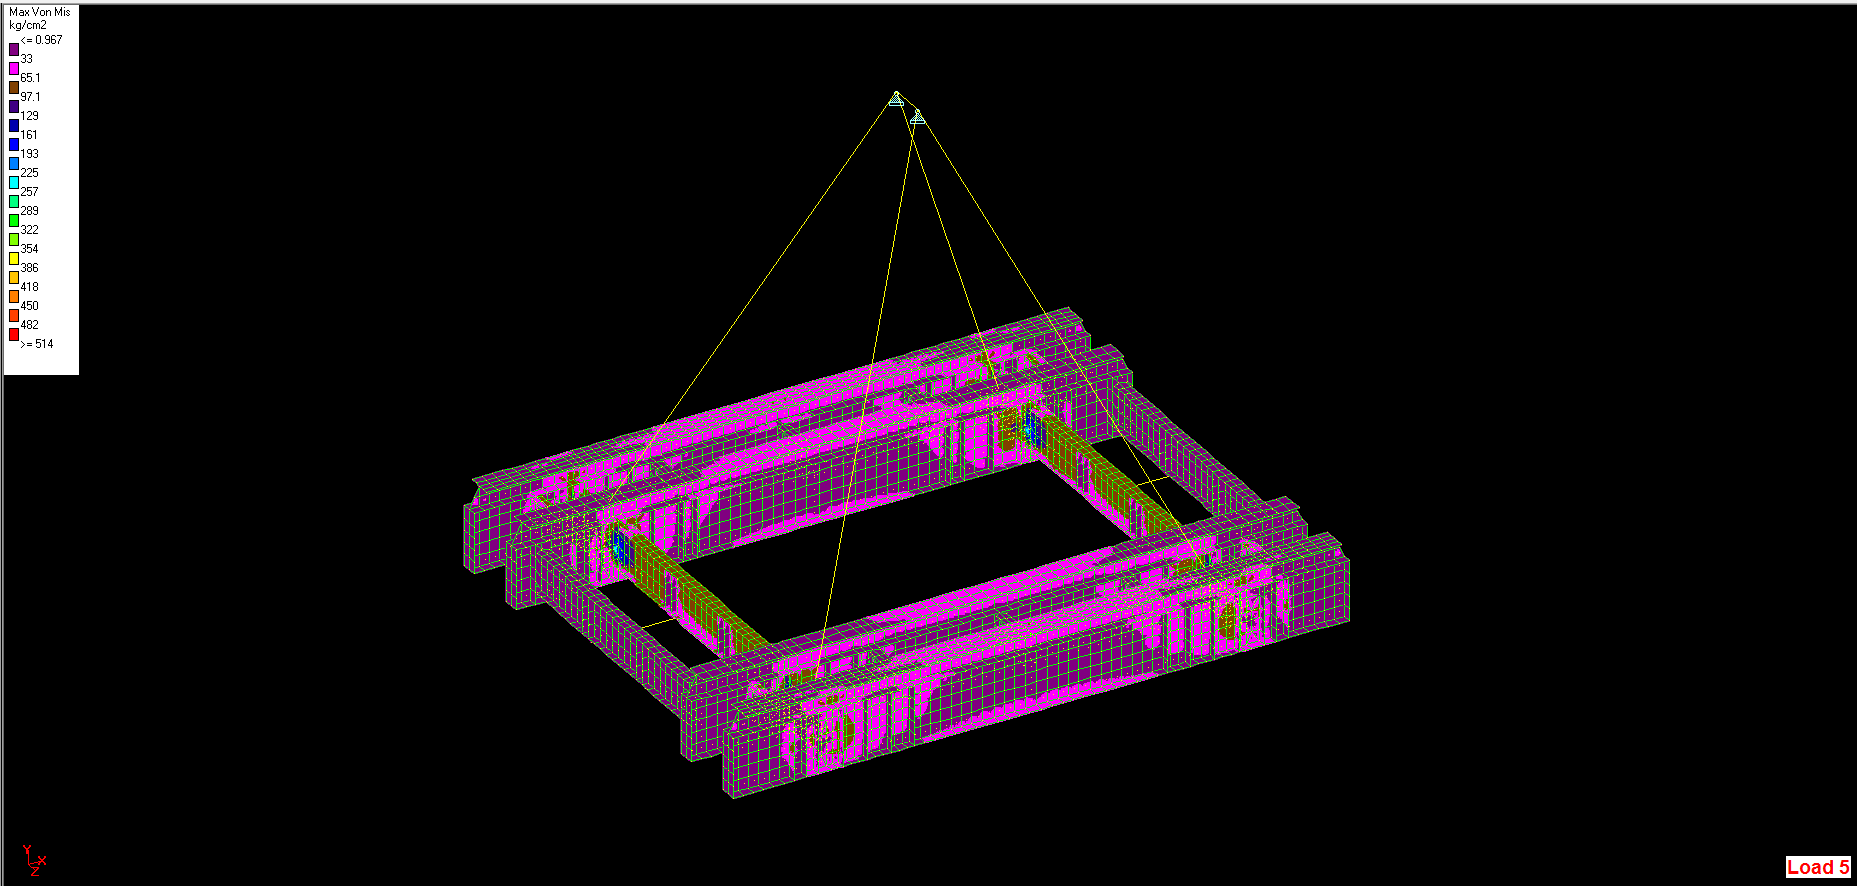 Max Von Mis
kg/cm2
<= 0.967
33
65.1
97.1
129
161
193
225
257
289
322
354
386
418
450
482
>= 514
Y
X
Z
Load 5